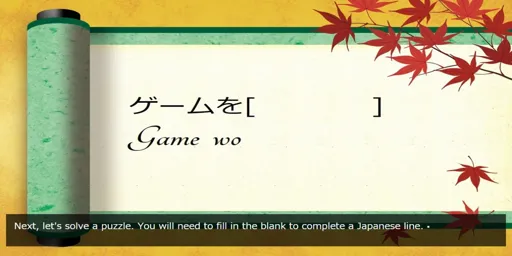 ゲームを[　　　　　]
Game wo
Next, let's solve a puzzle. You will need to fill in the blank to complete a Japanese line.